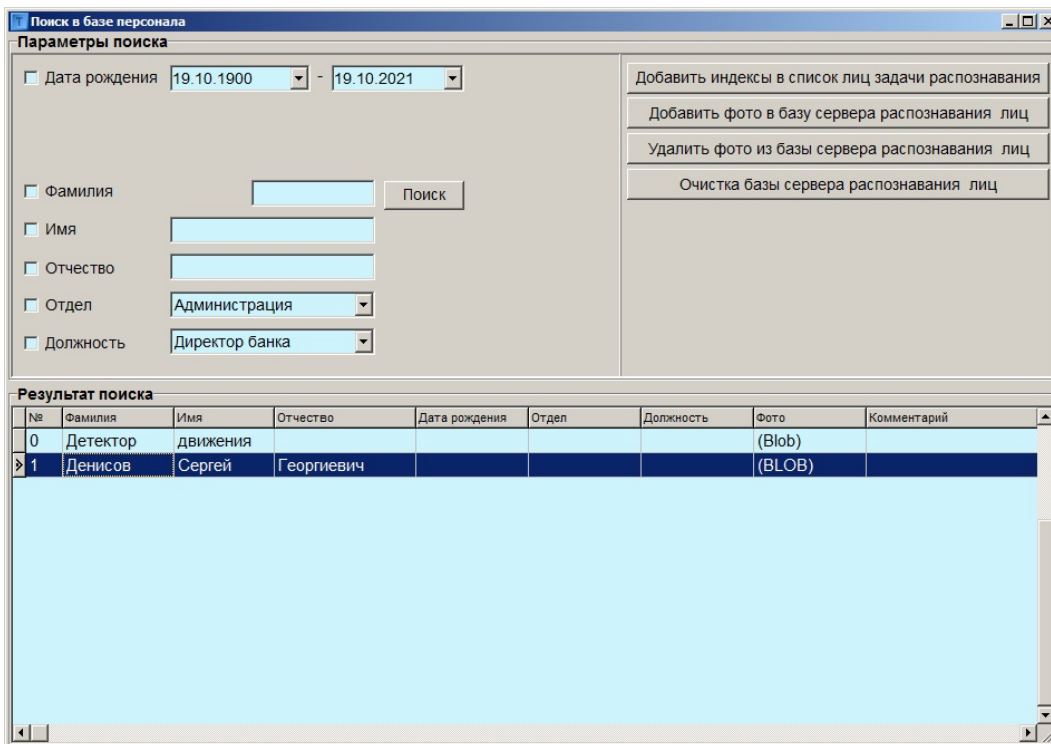 Поиск в базе персонала
Параметры поиска
Дата рождения 19.10.1900 - 19.10.2021
Фамилия Поиск
Имя
Отчество
Отдел Администрация
Должность Директор банка
Добавить индексы в список лиц задачи распознавания
Добавить фото в базу сервера распознавания лиц
Удалить фото из базы сервера распознавания лиц
Очистка базы сервера распознавания лиц
Результат поиска
№ Фамилия Имя Отчество Дата рождения Отдел Должность Фото Комментарий
0 Детектор движения (Blob)
1 Денисов Сергей Георгиевич (BLOB)